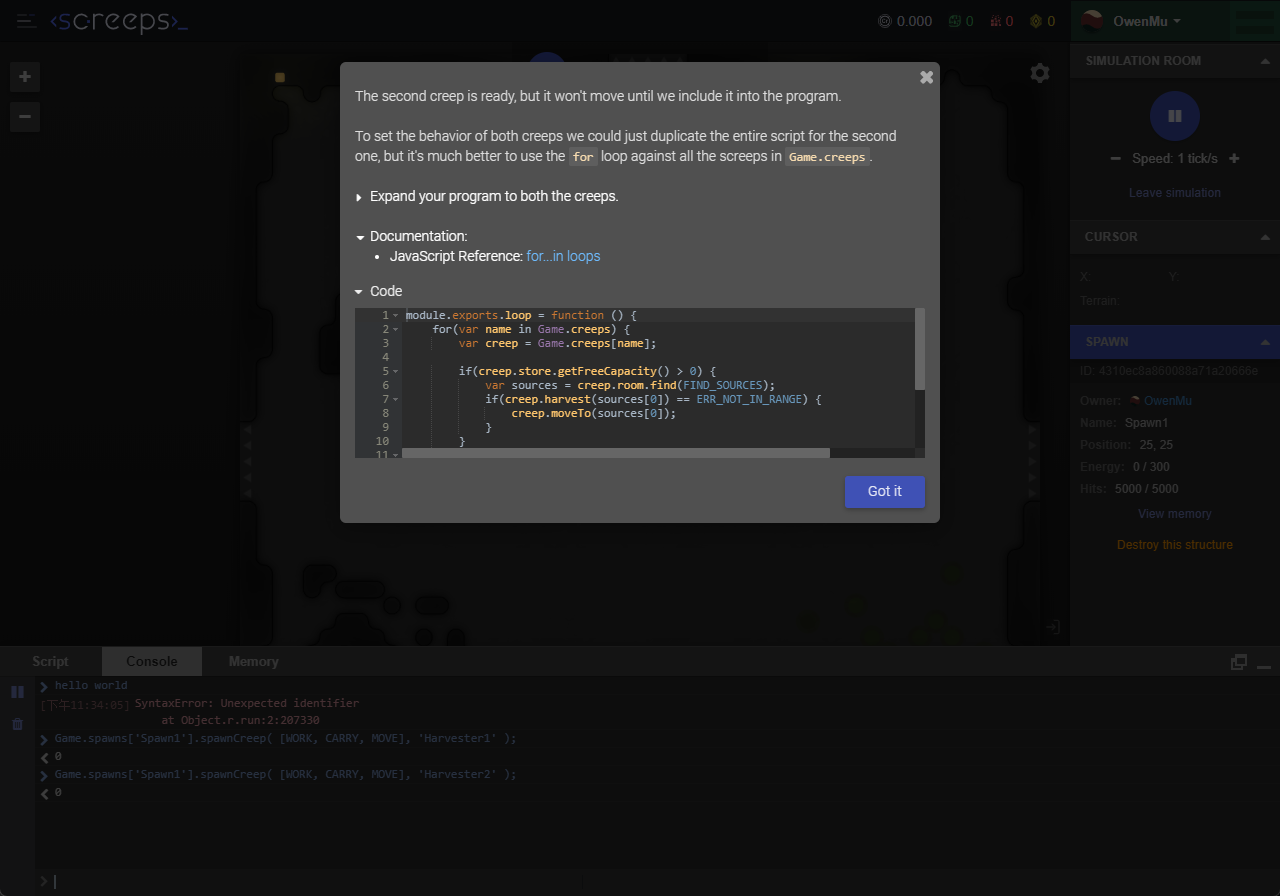 <screeps>_
0.000 0 0 0 OwenMu
The second creep is ready, but it won't move until we include it into the program.
To set the behavior of both creeps we could just duplicate the entire script for the second
one, but it's much better to use the for loop against all the screeps in Game.creeps.
Expand your program to both the creeps.
Documentation:
JavaScript Reference: for...in loops
Code
1 module.exports.loop = function () {
2 for(var name in Game.creeps) {
3 var creep = Game.creeps[name];
4
5 if(creep.store.getFreeCapacity() > 0) {
6 var sources = creep.room.find(FIND_SOURCES);
7 if(creep.harvest(sources[0]) == ERR_NOT_IN_RANGE) {
8 creep.moveTo(sources[0]);
9 }
10 }
11
Got it
SIMULATION ROOM
Speed: 1 tick/s
Leave simulation
CURSOR
X: Y:
Terrain:
SPAWN
ID: 4310ec8a860088a71a20666e
Owner: OwenMu
Name: Spawn1
Position: 25, 25
Energy: 0 / 300
Hits: 5000 / 5000
View memory
Destroy this structure
Script Console Memory
hello world
[下午11:34:05] SyntaxError: Unexpected identifier
at Object.r.run:2:207330
Game.spawns['Spawn1'].spawnCreep( [WORK, CARRY, MOVE], 'Harvester1' );
0
Game.spawns['Spawn1'].spawnCreep( [WORK, CARRY, MOVE], 'Harvester2' );
0